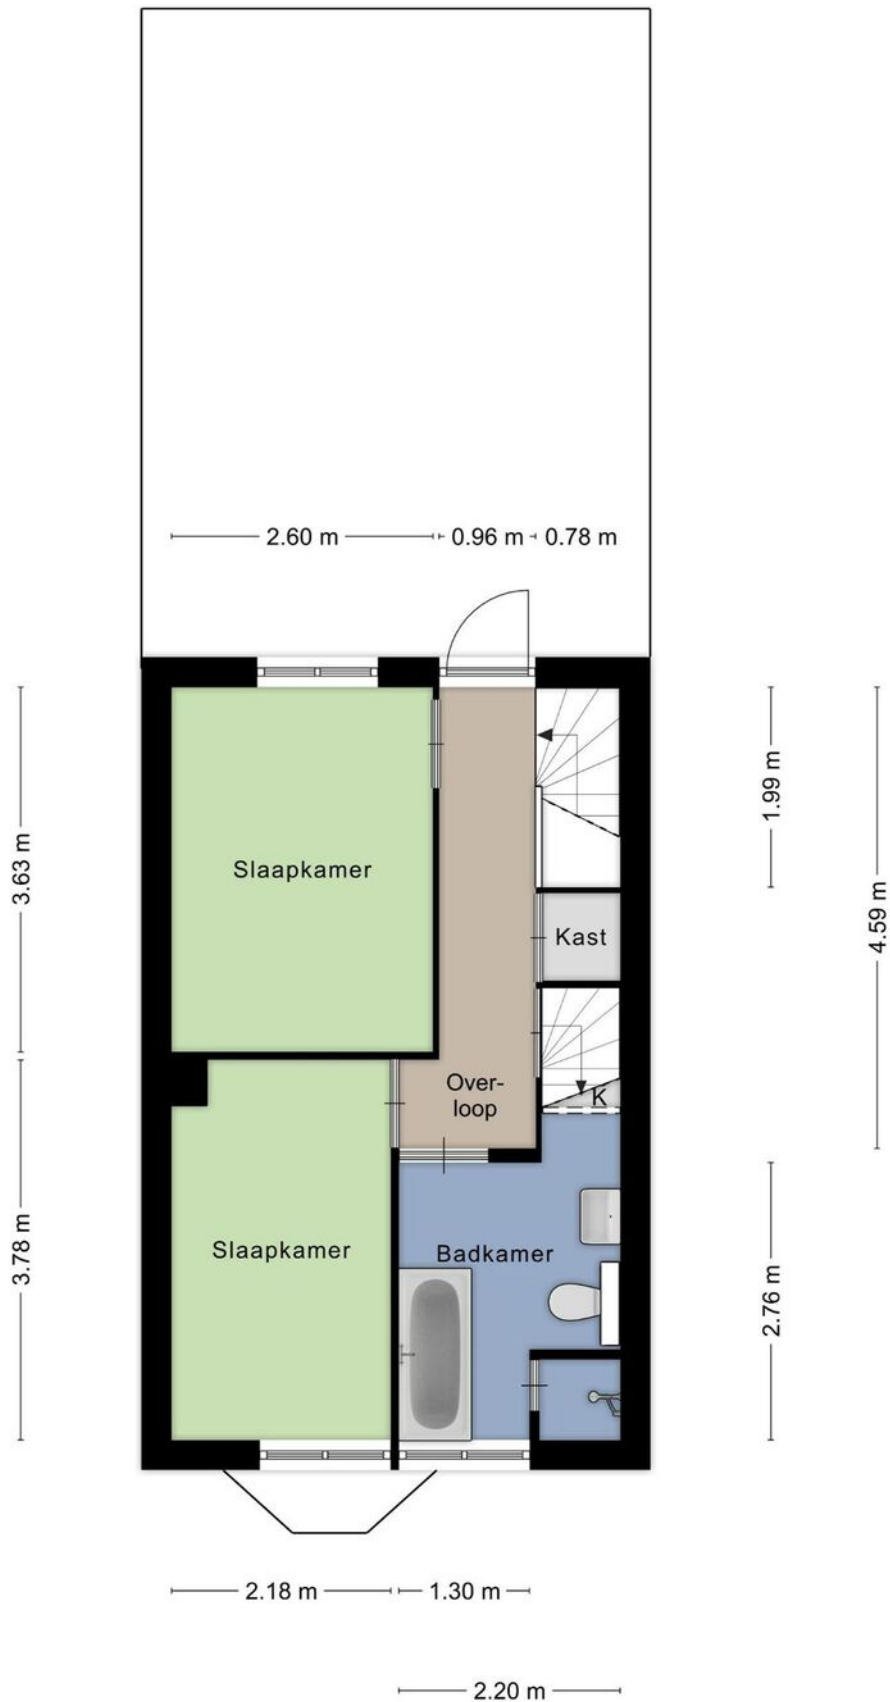 2.60 m
0.96 m
0.78 m
3.63 m
1.99 m
4.59 m
Slaapkamer
Kast
Over-
loop
K
3.78 m
Slaapkamer
Badkamer
2.76 m
2.18 m
1.30 m
2.20 m